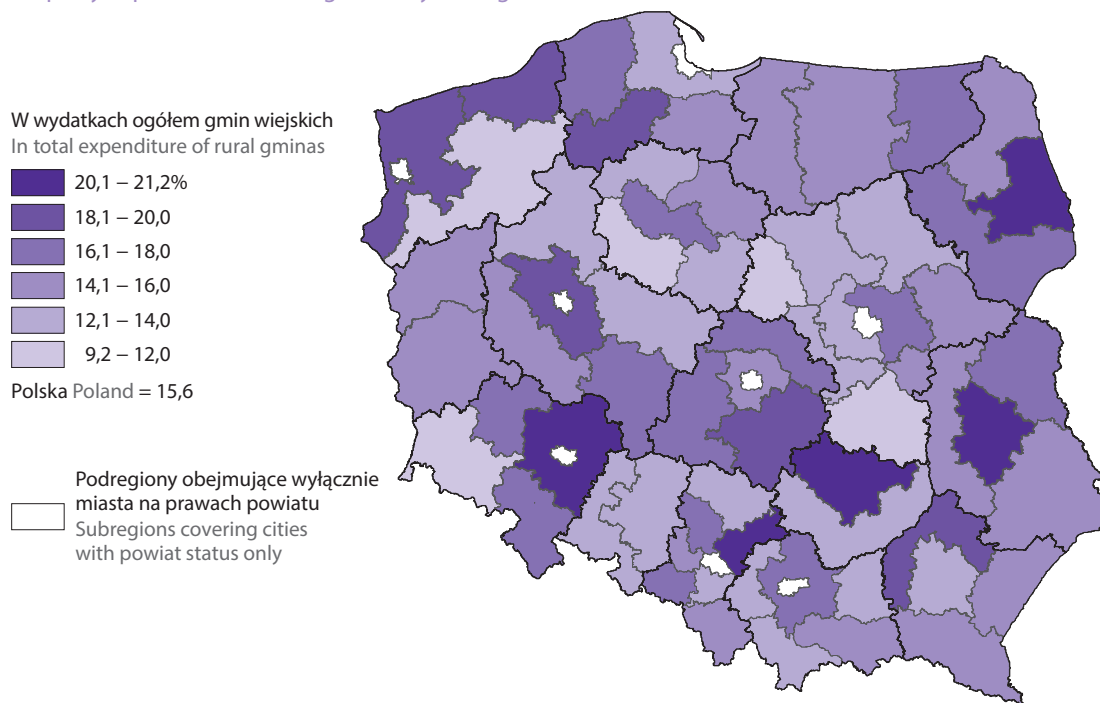 W wydatkach ogółem gmin wiejskich
In total expenditure of rural gminas
20,1 – 21,2%
18,1 – 20,0
16,1 – 18,0
14,1 – 16,0
12,1 – 14,0
9,2 – 12,0
Polska Poland = 15,6
Podregiony obejmujące wyłącznie
miasta na prawach powiatu
Subregions covering cities
with powiat status only